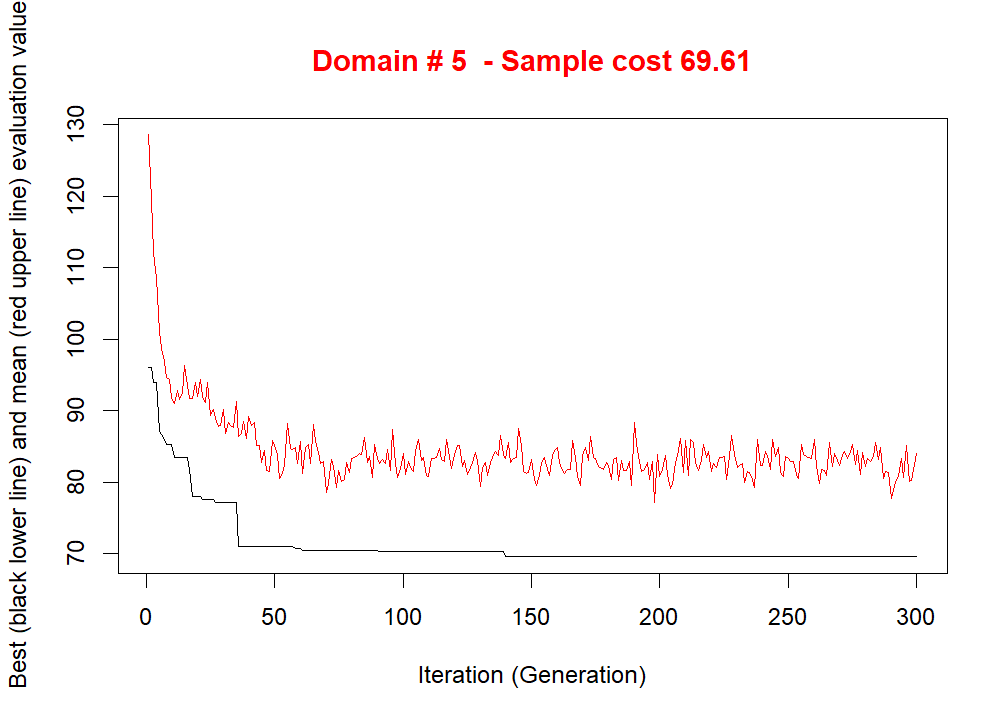 Domain # 5  - Sample cost 69.61
Best (black lower line) and mean (red upper line) evaluation value
130
120
110
100
90
80
70
0 50 100 150 200 250 300
Iteration (Generation)